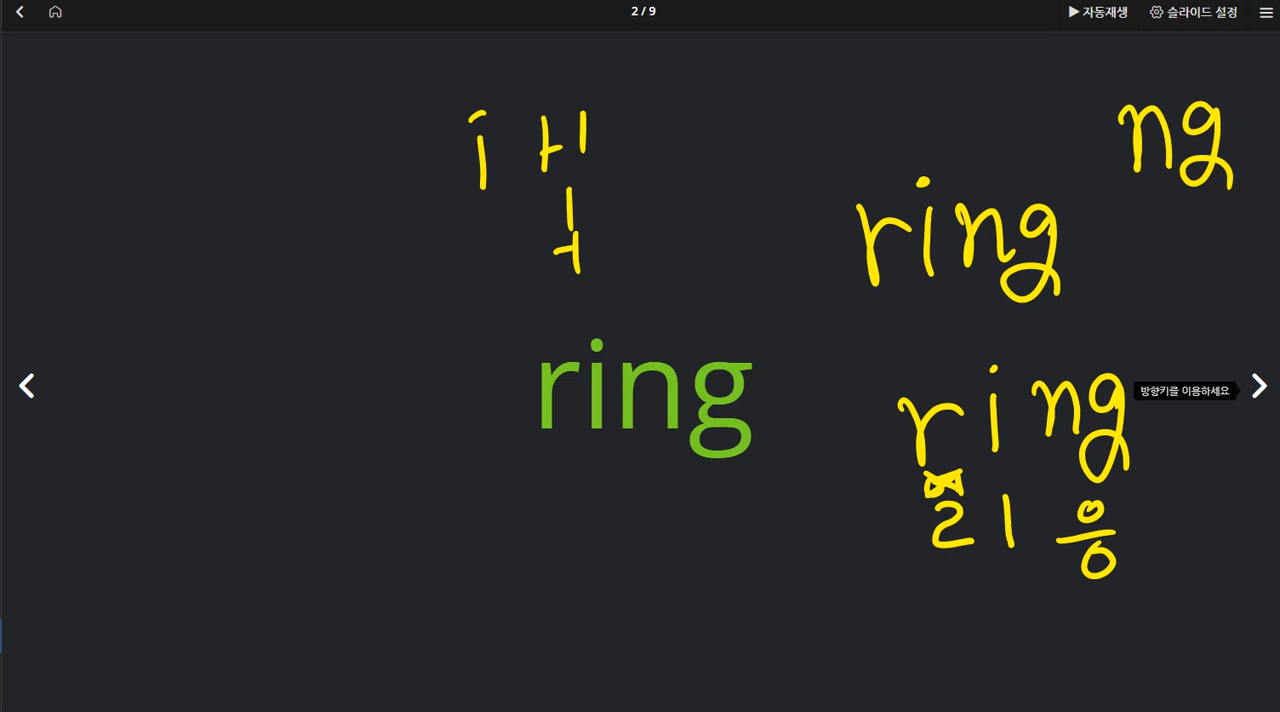 2 / 9
자동재생
슬라이드 설정
i
ng
ring
ring
ring
방향키를 이용하세요
ㄹ ㅣ 응